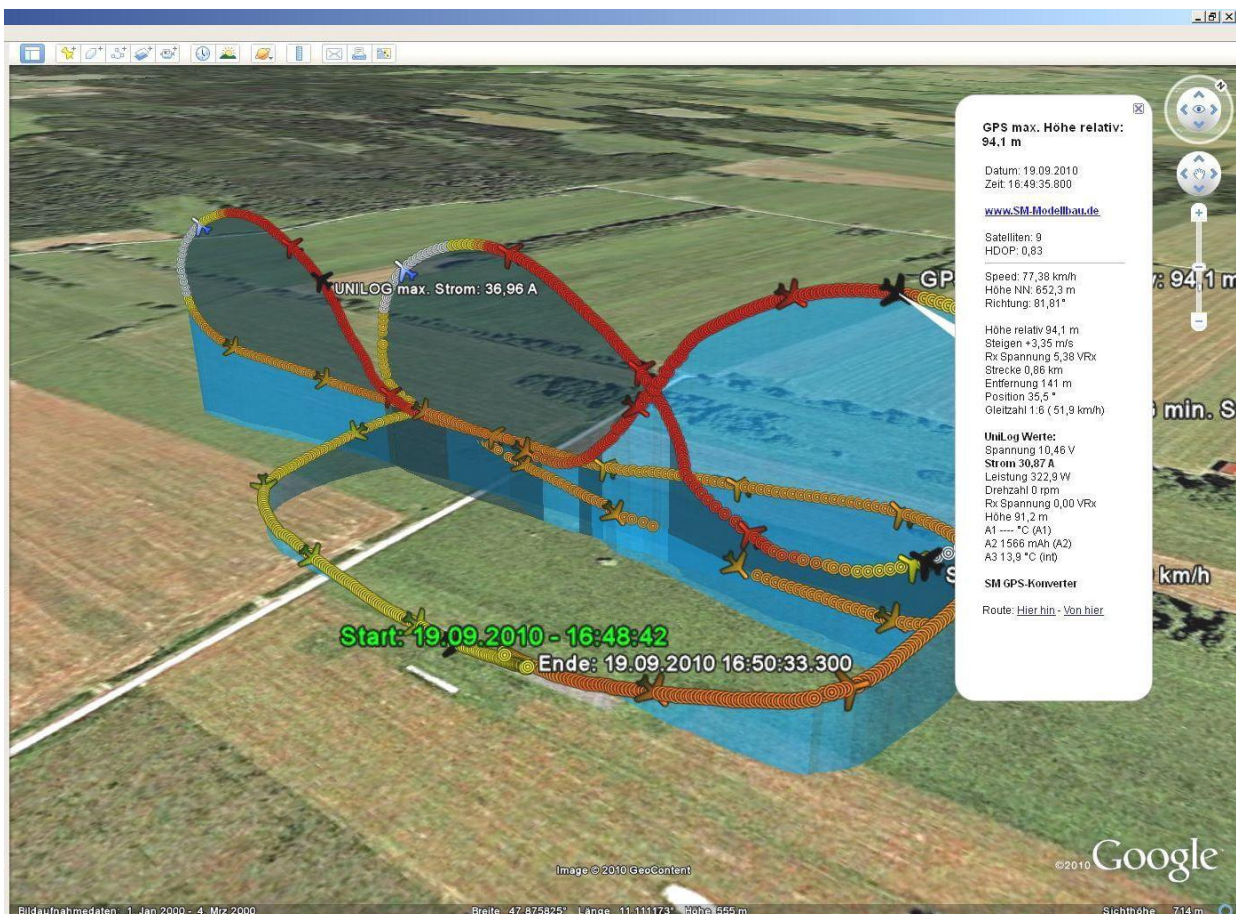 GPS max. Höhe relativ:
94,1 m
Datum: 19.09.2010
Zeit: 16:49:35.800
www.SM-Modellbau.de
Satelliten: 9
HDOP: 0,83
Speed: 77,38 km/h
Höhe NN: 652,3 m
Richtung: 81,81°
Höhe relativ 94,1 m
Steigen +3,35 m/s
Rx Spannung 5,38 VRx
Strecke 0,86 km
Entfernung 141 m
Position 35,5 °
Gleitzahl 1:6 ( 51,9 km/h)
UniLog Werte:
Spannung 10,46 V
Strom 30,87 A
Leistung 322,9 W
Drehzahl 0 rpm
Rx Spannung 0,00 VRx
Höhe 91,2 m
A1 ---- °C (A1)
A2 1566 mAh (A2)
A3 13,9 °C (int)
SM GPS-Konverter
Route: Hier hin - Von hier
N
UNILOG max. Strom: 36,96 A
GP
: 94,1 m
min. S
S
km/h
Start: 19.09.2010 - 16:48:42
Ende: 19.09.2010 16:50:33.300
Image © 2010 GeoContent
©2010 Google
Bildaufnahmedaten: 1. Jan 2000 - 4. Mrz 2000
Breite 47.875825° Länge 11.111173° Höhe 555 m
Sichthöhe 714 m